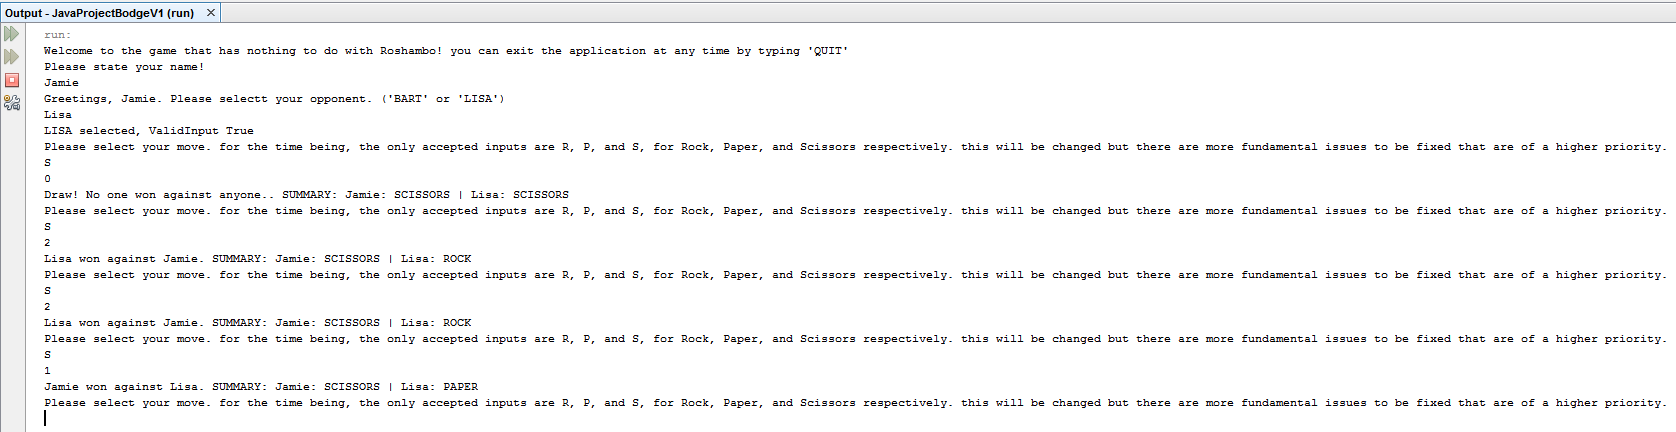 Output - JavaProjectBodgeV1 (run)
run:
Welcome to the game that has nothing to do with Roshambo! you can exit the application at any time by typing 'QUIT'
Please state your name!
Jamie
Greetings, Jamie. Please selectt your opponent. ('BART' or 'LISA')
Lisa
LISA selected, ValidInput True
Please select your move. for the time being, the only accepted inputs are R, P, and S, for Rock, Paper, and Scissors respectively. this will be changed but there are more fundamental issues to be fixed that are of a higher priority.
S
0
Draw! No one won against anyone.. SUMMARY: Jamie: SCISSORS | Lisa: SCISSORS
Please select your move. for the time being, the only accepted inputs are R, P, and S, for Rock, Paper, and Scissors respectively. this will be changed but there are more fundamental issues to be fixed that are of a higher priority.
S
2
Lisa won against Jamie. SUMMARY: Jamie: SCISSORS | Lisa: ROCK
Please select your move. for the time being, the only accepted inputs are R, P, and S, for Rock, Paper, and Scissors respectively. this will be changed but there are more fundamental issues to be fixed that are of a higher priority.
S
2
Lisa won against Jamie. SUMMARY: Jamie: SCISSORS | Lisa: ROCK
Please select your move. for the time being, the only accepted inputs are R, P, and S, for Rock, Paper, and Scissors respectively. this will be changed but there are more fundamental issues to be fixed that are of a higher priority.
S
1
Jamie won against Lisa. SUMMARY: Jamie: SCISSORS | Lisa: PAPER
Please select your move. for the time being, the only accepted inputs are R, P, and S, for Rock, Paper, and Scissors respectively. this will be changed but there are more fundamental issues to be fixed that are of a higher priority.